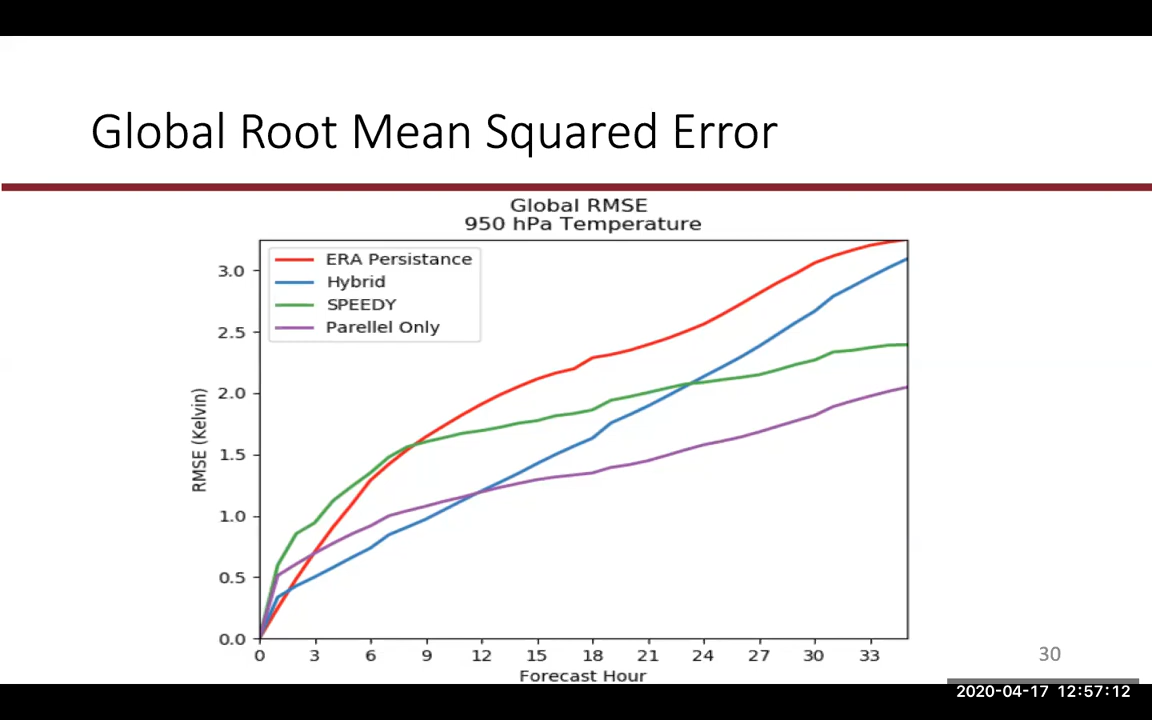 Global Root Mean Squared Error
Global RMSE
950 hPa Temperature
ERA Persistance
Hybrid
SPEEDY
Parellel Only
RMSE (Kelvin)
3.0
2.5
2.0
1.5
1.0
0.5
0.0
0 3 6 9 12 15 18 21 24 27 30 33
Forecast Hour
30
2020-04-17 12:57:12